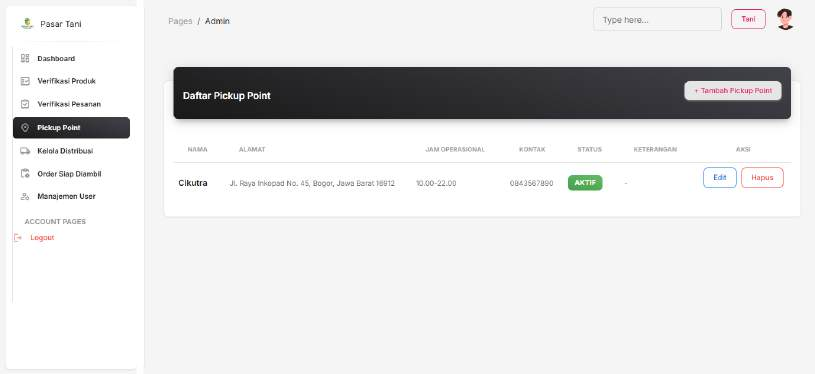 Pasar Tani
Dashboard
Verifikasi Produk
Verifikasi Pesanan
Pickup Point
Kelola Distribusi
Order Siap Diambil
Manajemen User
ACCOUNT PAGES
Logout
Pages / Admin
Type here...
Tani
Daftar Pickup Point
+ Tambah Pickup Point
NAMA ALAMAT JAM OPERASIONAL KONTAK STATUS KETERANGAN AKSI
Cikutra Jl. Raya Inkopad No. 45, Bogor, Jawa Barat 16912 10.00-22.00 0843567890 AKTIF - Edit Hapus